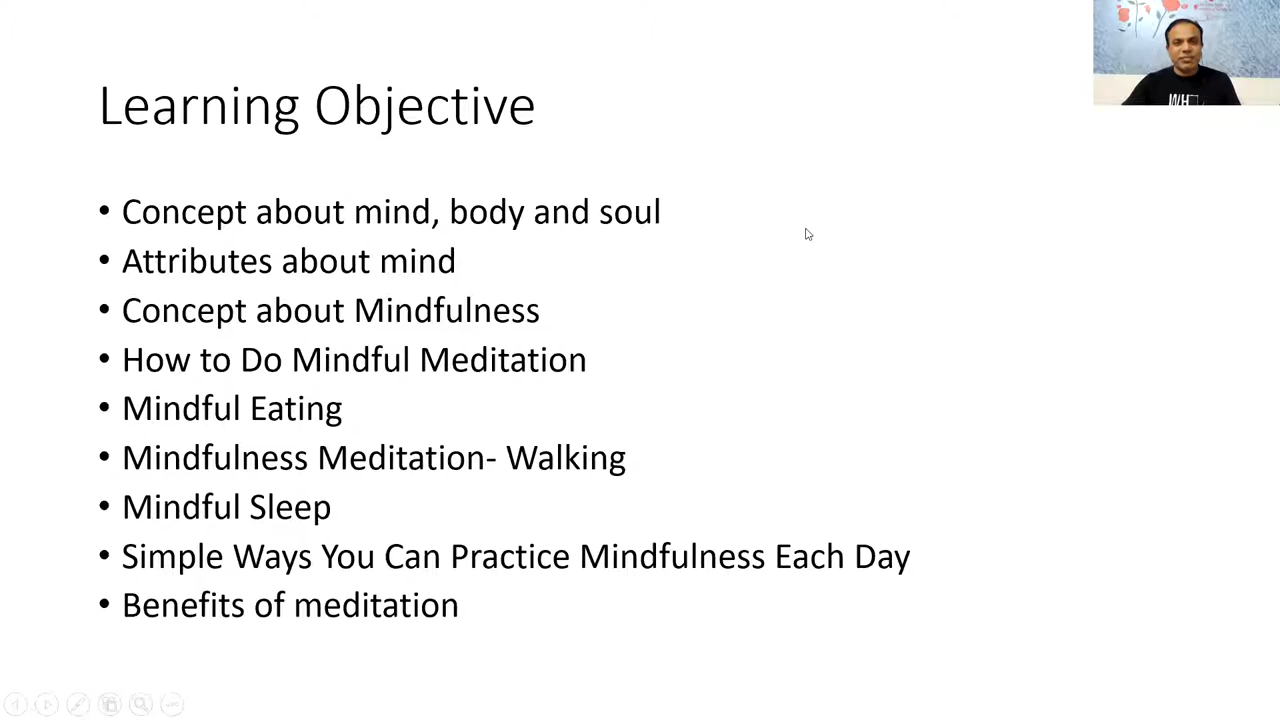 Learning Objective
• Concept about mind, body and soul
• Attributes about mind
• Concept about Mindfulness
• How to Do Mindful Meditation
• Mindful Eating
• Mindfulness Meditation- Walking
• Mindful Sleep
• Simple Ways You Can Practice Mindfulness Each Day
• Benefits of meditation